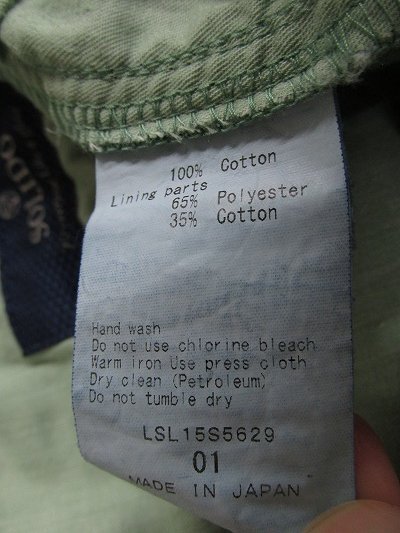 100% Cotton
Lining parts
65% Polyester
35% Cotton
Hand wash
Do not use chlorine bleach
Warm iron Use press cloth
Dry clean (Petroleum)
Do not tumble dry
LSL15S5629
01
MADE IN JAPAN
SOLIDO